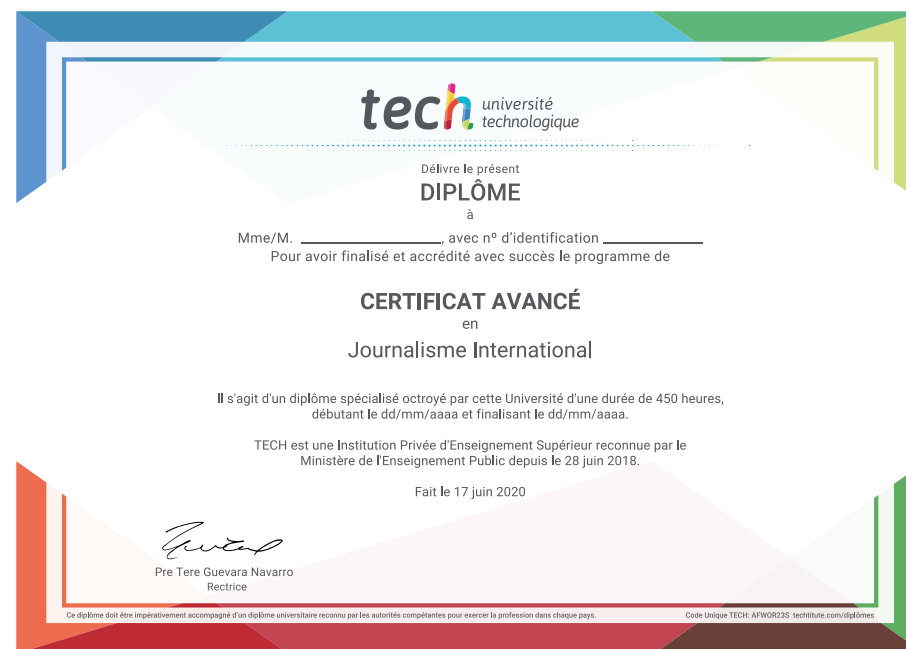 tech université
technologique
Délivre le présent
DIPLÔME
à
Mme/M. ____________________, avec nº d'identification ______________
Pour avoir finalisé et accrédité avec succès le programme de
CERTIFICAT AVANCÉ
en
Journalisme International
Il s'agit d'un diplôme spécialisé octroyé par cette Université d'une durée de 450 heures,
débutant le dd/mm/aaaa et finalisant le dd/mm/aaaa.
TECH est une Institution Privée d'Enseignement Supérieur reconnue par le
Ministère de l'Enseignement Public depuis le 28 juin 2018.
Fait le 17 juin 2020
Pre Tere Guevara Navarro
Rectrice
Ce diplôme doit être impérativement accompagné d'un diplôme universitaire reconnu par les autorités compétantes pour exercer la profession dans chaque pays.
Code Unique TECH: AFWOR23S techtitute.com/diplômes